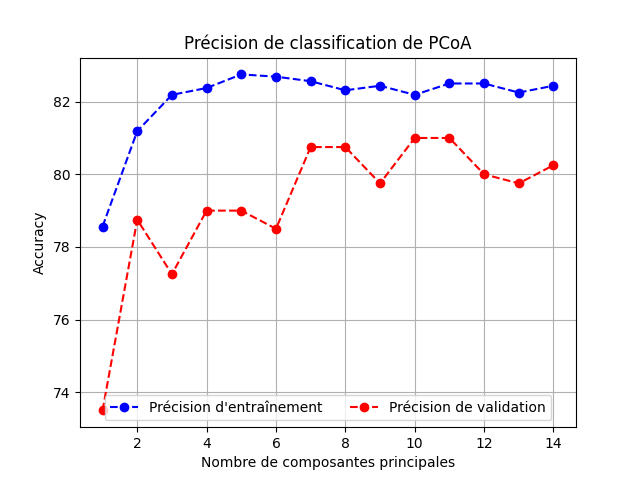 Précision de classification de PCoA
Accuracy
82
80
78
76
74
Précision d'entraînement
Précision de validation
2 4 6 8 10 12 14
Nombre de composantes principales